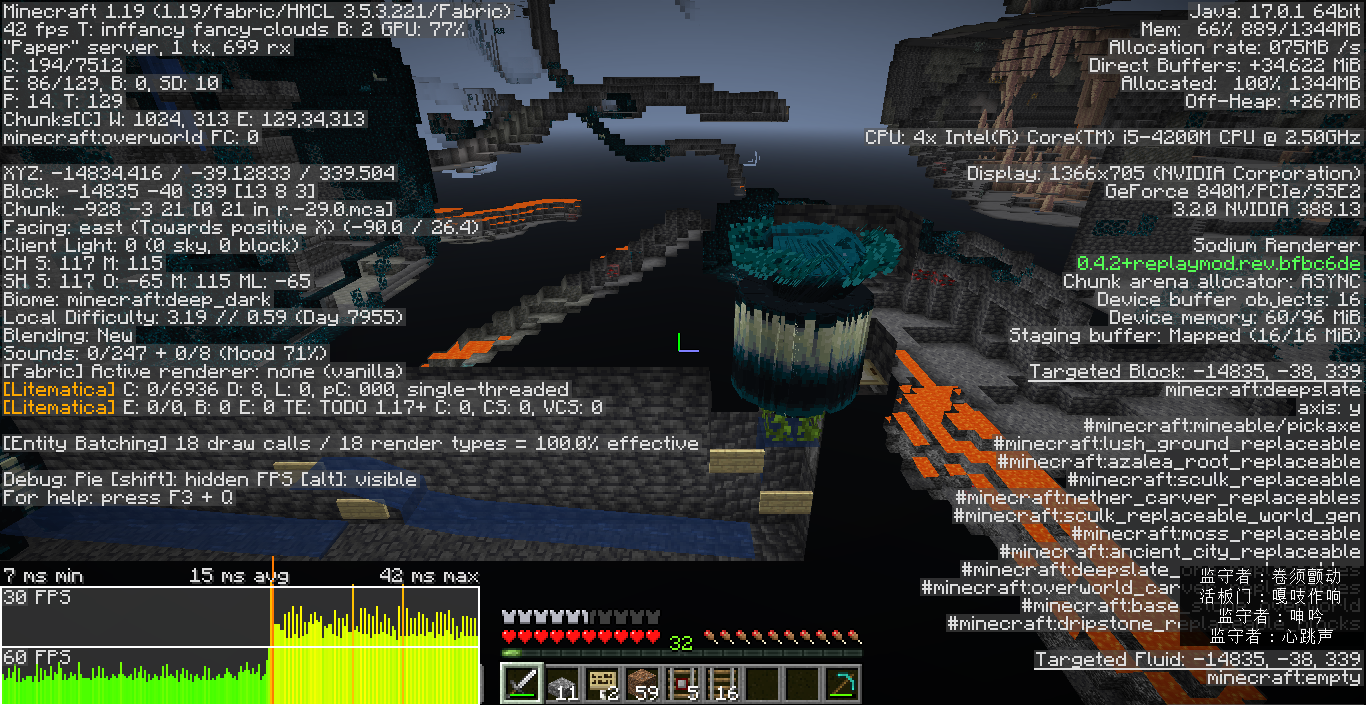 Minecraft 1.19 (1.19/fabric/HMCL 3.5.3.221/Fabric)
42 fps T: inffancy fancy-clouds B: 2 GPU: 77%
"Paper" server, 1 tx, 699 rx
C: 194/7512
E: 86/129, B: 0, SD: 10
P: 14. T: 129
Chunks[C] W: 1024, 313 E: 129,34,313
minecraft:overworld FC: 0
XYZ: -14834.416 / -39.12833 / 339.504
Block: -14835 -40 339 [13 8 3]
Chunk: -928 -3 21 [0 21 in r.-29.0.mca]
Facing: east (Towards positive X) (-90.0 / 26.4)
Client Light: 0 (0 sky, 0 block)
CH S: 117 M: 115
SH S: 117 O: -65 M: 115 ML: -65
Biome: minecraft:deep_dark
Local Difficulty: 3.19 // 0.59 (Day 7955)
Blending: New
Sounds: 0/247 + 0/8 (Mood 71%)
[Fabric] Active renderer: none (vanilla)
[Litematica] C: 0/6936 D: 8, L: 0, pC: 000, single-threaded
[Litematica] E: 0/0, B: 0 E: 0 TE: TODO 1.17+ C: 0, CS: 0, VCS: 0
[Entity Batching] 18 draw calls / 18 render types = 100.0% effective
Debug: Pie [shift]: hidden FPS [alt]: visible
For help: press F3 + Q
Java: 17.0.1 64bit
Mem: 66% 889/1344MB
Allocation rate: 075MB /s
Direct Buffers: +34.622 MiB
Allocated: 100% 1344MB
Off-Heap: +267MB
CPU: 4x Intel(R) Core(TM) i5-4200M CPU @ 2.50GHz
Display: 1366x705 (NVIDIA Corporation)
GeForce 840M/PCIe/SSE2
3.2.0 NVIDIA 388.13
Sodium Renderer
0.4.2+replaymod.rev.bfbc6de
Chunk arena allocator: ASYNC
Device buffer objects: 16
Device memory: 60/96 MiB
Staging buffer: Mapped (16/16 MiB)
Targeted Block: -14835, -38, 339
minecraft:deepslate
axis: y
#minecraft:mineable/pickaxe
#minecraft:lush_ground_replaceable
#minecraft:azalea_root_replaceable
#minecraft:sculk_replaceable
#minecraft:nether_carver_replaceables
#minecraft:sculk_replaceable_world_gen
#minecraft:moss_replaceable
#minecraft:ancient_city_replaceable
#minecraft:deepslate_
#minecraft:overworld_car
#minecraft:base_
#minecraft:dripstone_re
监守者：卷须颤动
活板门：嘎吱作响
监守者：呻吟
监守者：心跳声
Targeted Fluid: -14835, -38, 339
minecraft:empty
7 ms min 15 ms avg 42 ms max
30 FPS
60 FPS
32
11 2 59 5 16